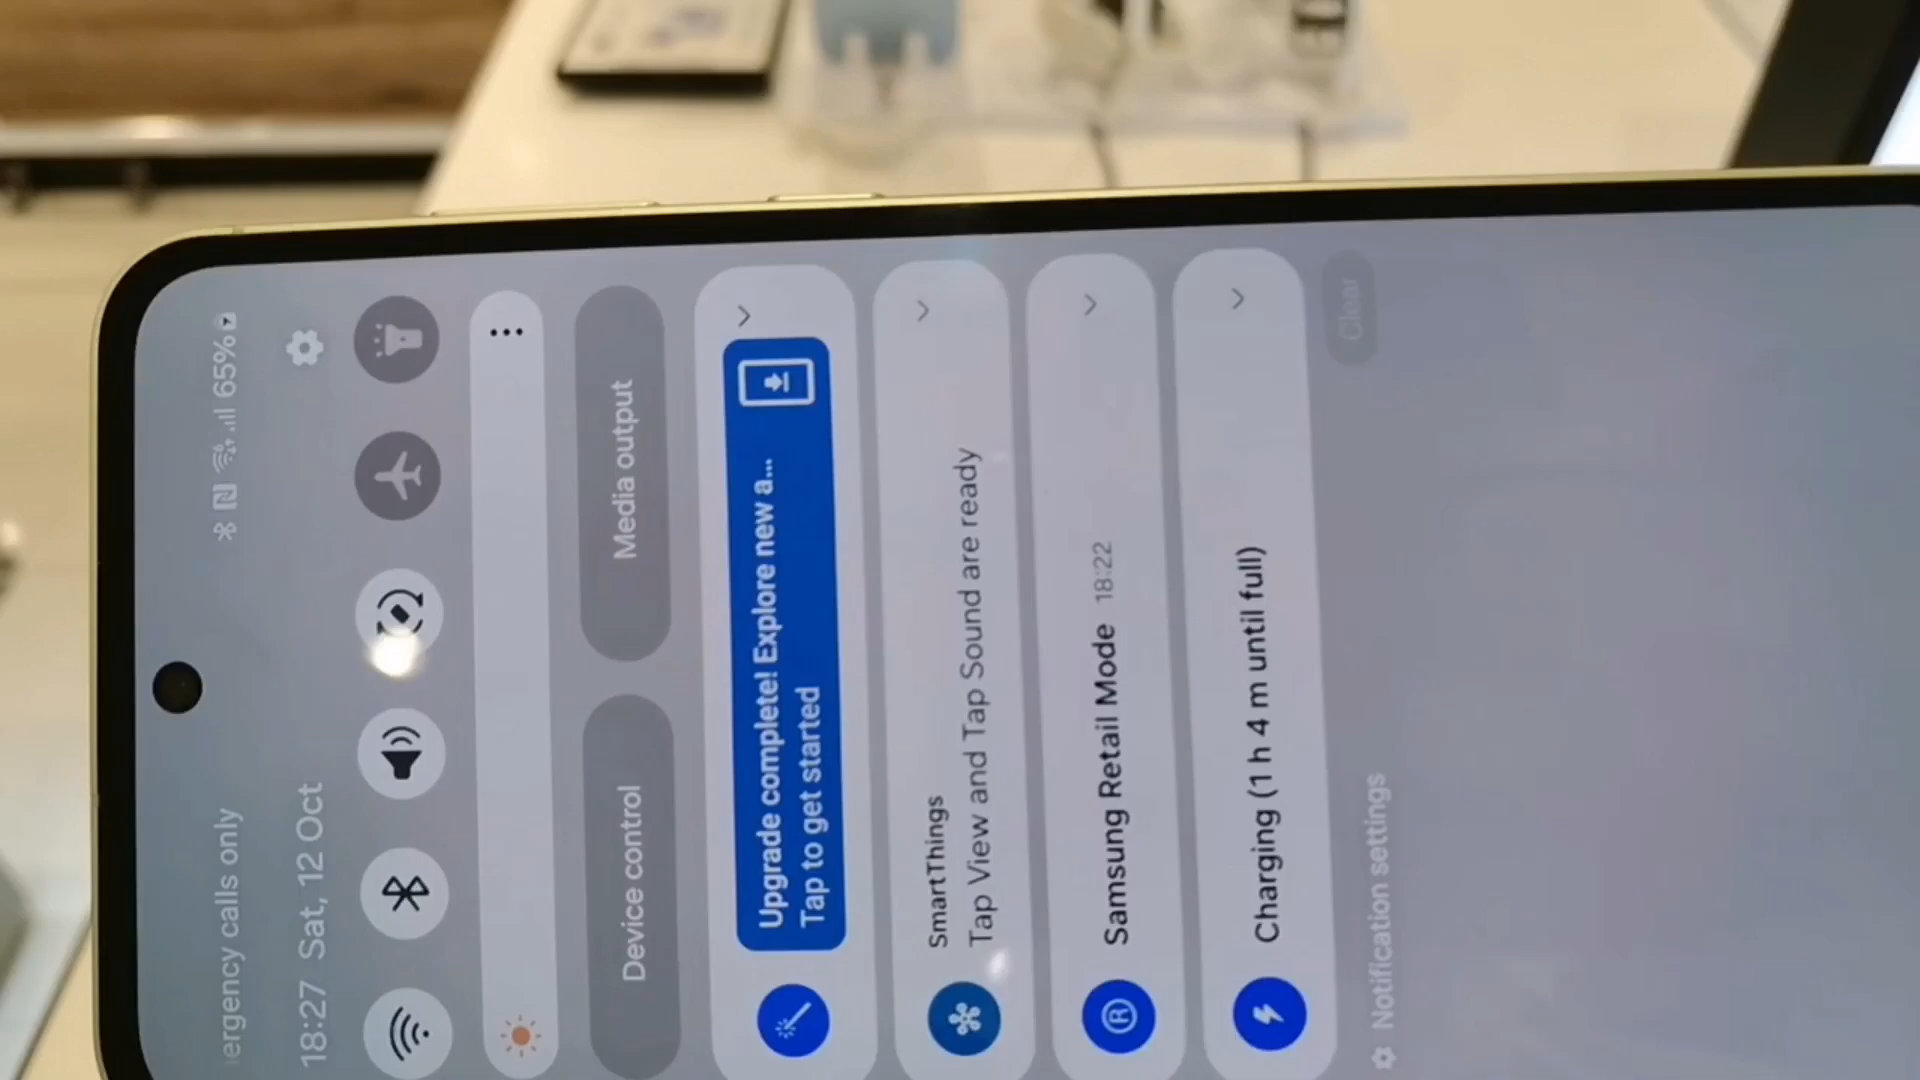 ergency calls only
65%
18:27 Sat, 12 Oct
Device control
Media output
Upgrade complete! Explore new a...
Tap to get started
SmartThings
Tap View and Tap Sound are ready
Samsung Retail Mode 18:22
Charging (1 h 4 m until full)
Notification settings
Clear